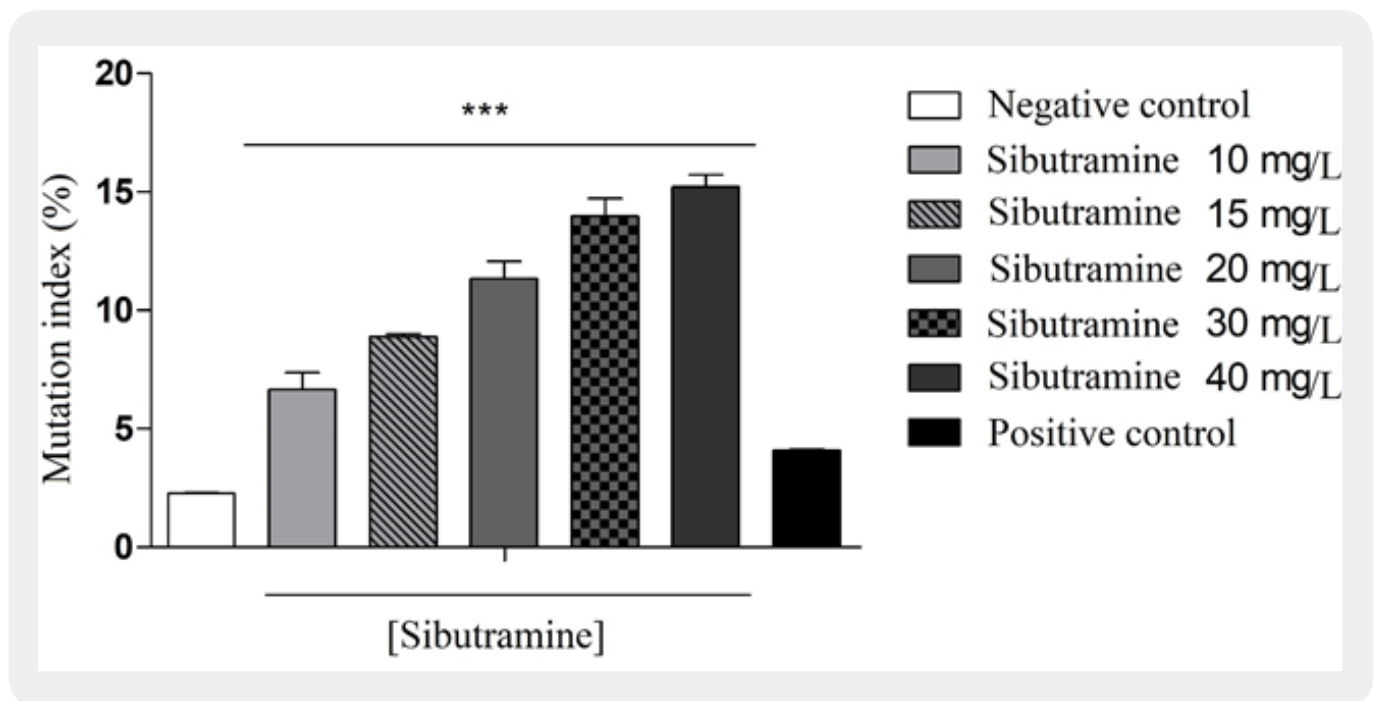 20
***
15
10
5
0
Mutation index (%)
[Sibutramine]
Negative control
Sibutramine 10 mg/L
Sibutramine 15 mg/L
Sibutramine 20 mg/L
Sibutramine 30 mg/L
Sibutramine 40 mg/L
Positive control